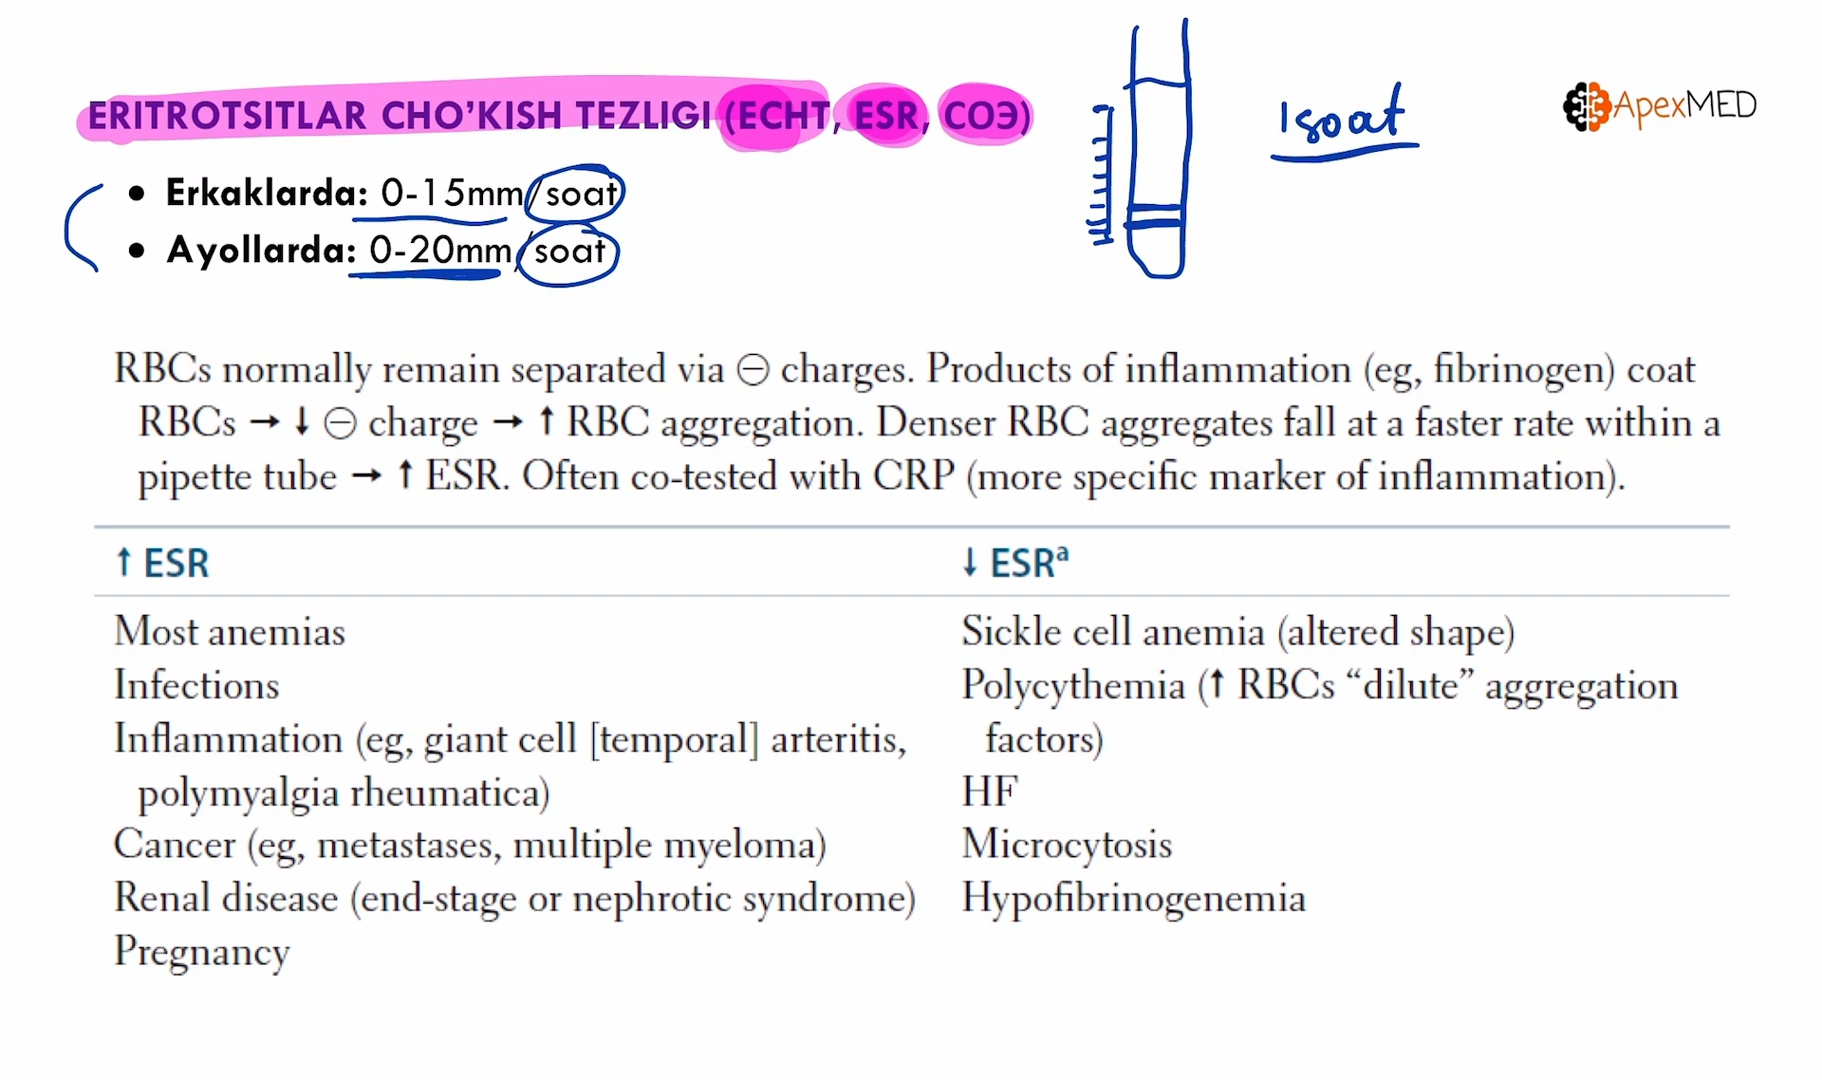 ERITROTSITLAR CHO'KISH TEZLIGI (ECHT, ESR, СОЭ)
1 soat
ApexMED
• Erkaklarda: 0-15mm/soat
• Ayollarda: 0-20mm/soat
RBCs normally remain separated via ⊖ charges. Products of inflammation (eg, fibrinogen) coat
RBCs → ↓ ⊖ charge → ↑ RBC aggregation. Denser RBC aggregates fall at a faster rate within a
pipette tube → ↑ ESR. Often co-tested with CRP (more specific marker of inflammation).
↑ ESR
Most anemias
Infections
Inflammation (eg, giant cell [temporal] arteritis,
polymyalgia rheumatica)
Cancer (eg, metastases, multiple myeloma)
Renal disease (end-stage or nephrotic syndrome)
Pregnancy
↓ ESRᵃ
Sickle cell anemia (altered shape)
Polycythemia (↑ RBCs “dilute” aggregation
factors)
HF
Microcytosis
Hypofibrinogenemia